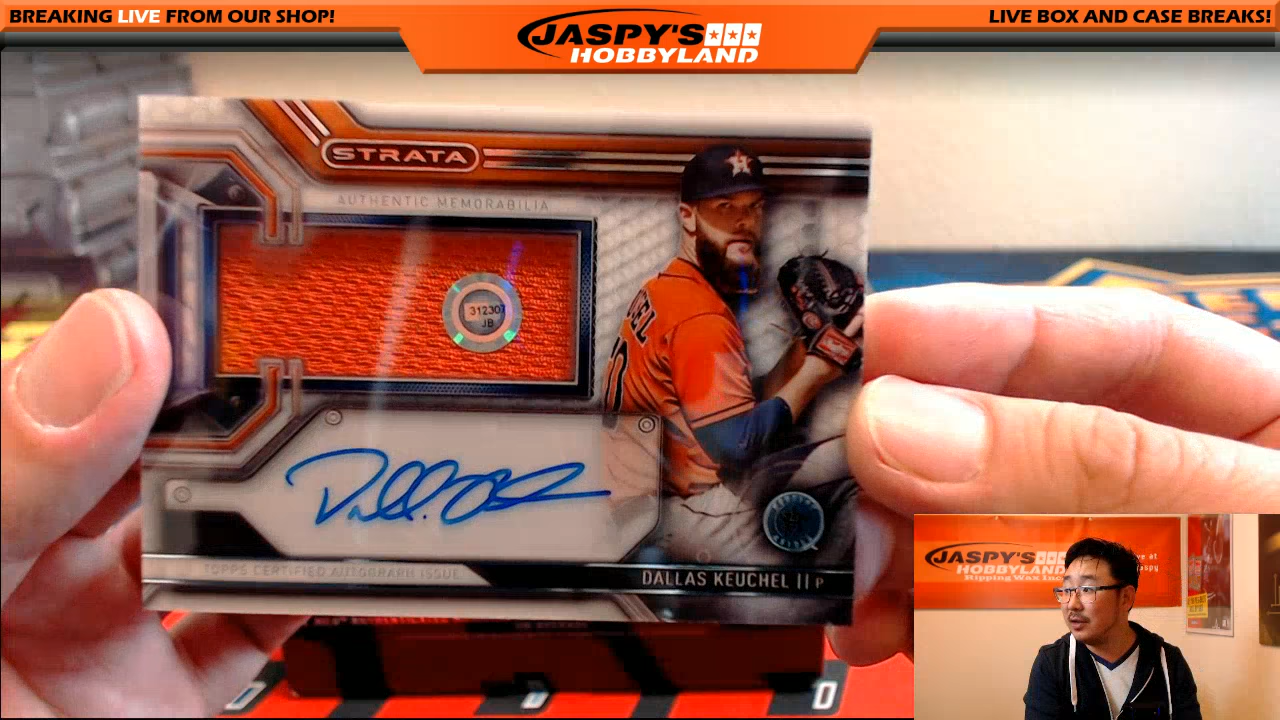 BREAKING LIVE FROM OUR SHOP!
JASPY'S
HOBBYLAND
LIVE BOX AND CASE BREAKS!
STRATA
AUTHENTIC MEMORABILIA
312307
JB
TOPPS CERTIFIED AUTOGRAPH ISSUE
DALLAS KEUCHEL || P
JASPY'S
HOBBYLAND
Ripping Wax Inc.